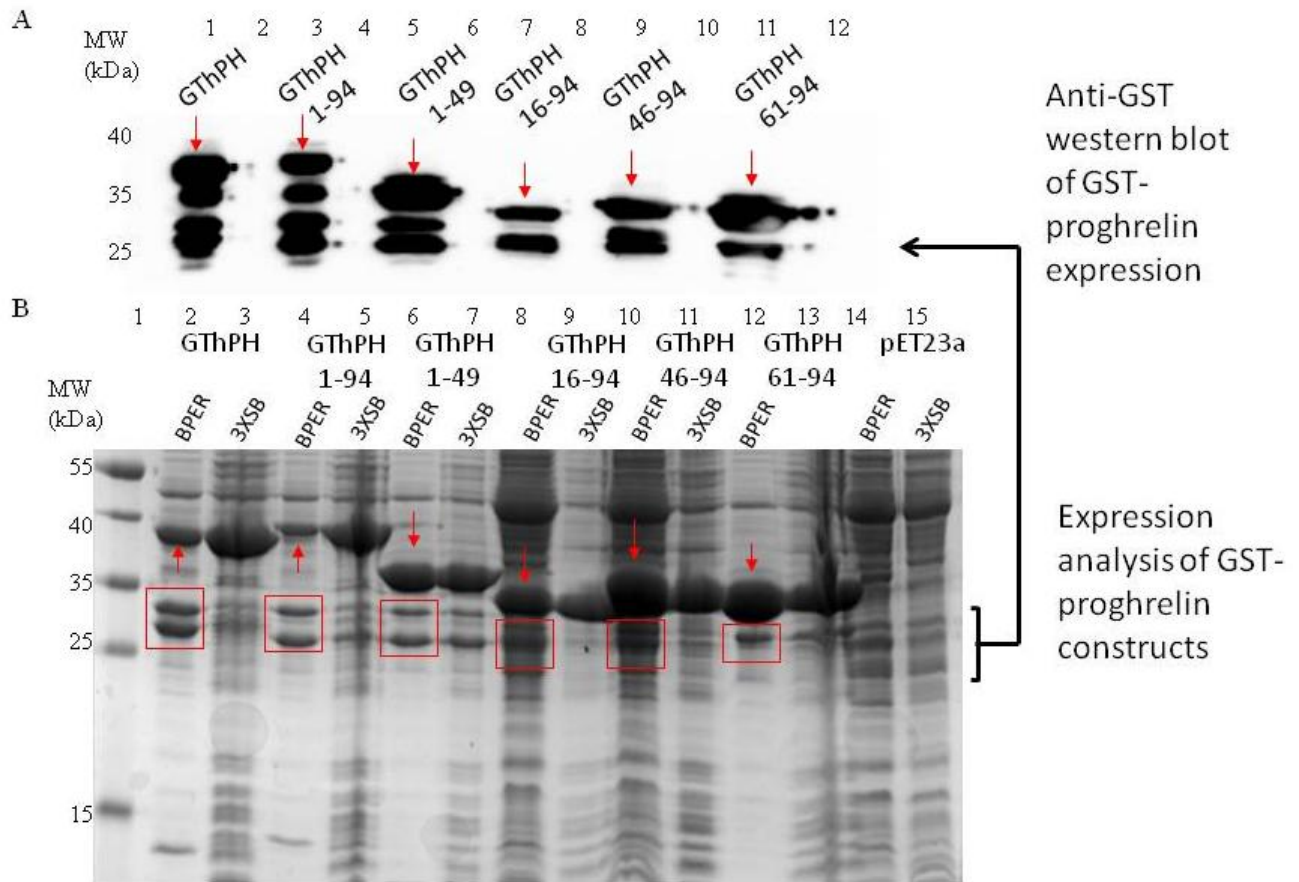 A
MW
(kDa)
1 2 3 4 5 6 7 8 9 10 11 12
GThPH
GThPH
1-94
GThPH
1-49
GThPH
16-94
GThPH
46-94
GThPH
61-94
40
35
25
Anti-GST
western blot
of GST-
proghrelin
expression
B
1 2 3 4 5 6 7 8 9 10 11 12 13 14 15
GThPH GThPH GThPH GThPH GThPH GThPH pET23a
1-94 1-49 16-94 46-94 61-94
MW
(kDa)
BPER 3XSB BPER 3XSB BPER 3XSB BPER 3XSB BPER 3XSB BPER BPER 3XSB
55
40
35
25
15
Expression
analysis of GST-
proghrelin
constructs